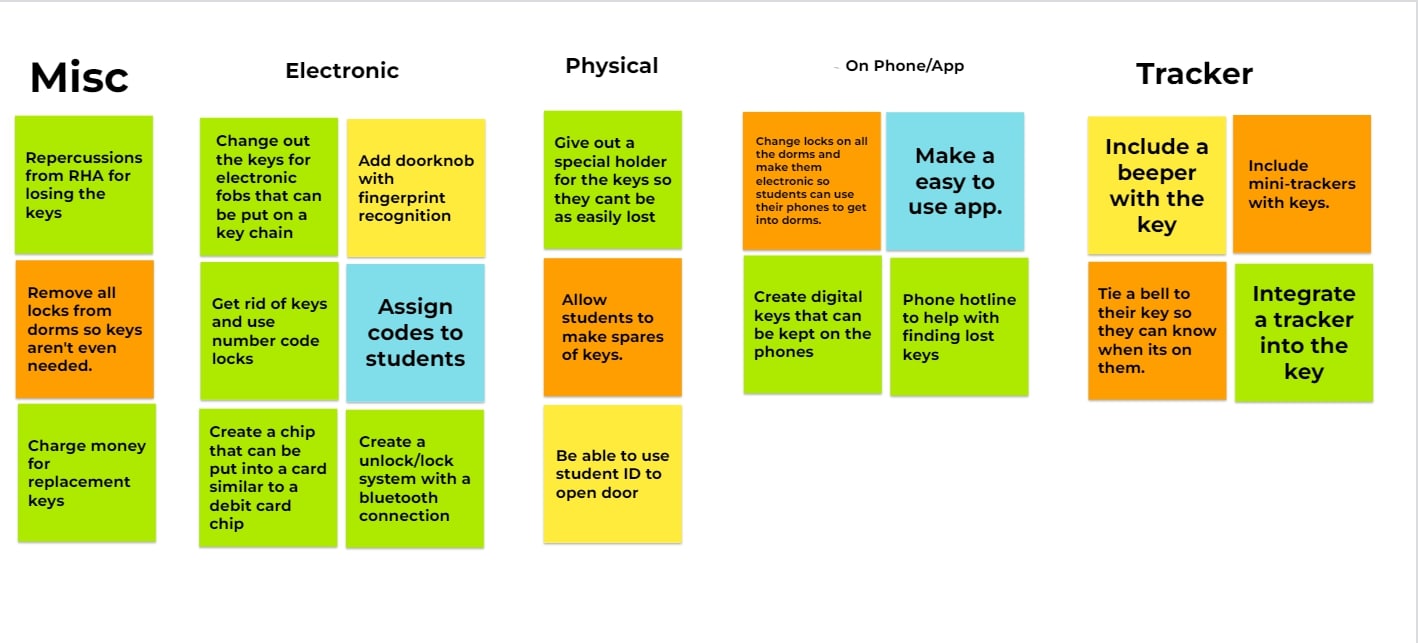 Misc
Electronic
Physical
On Phone/App
Tracker
Repercussions
from RHA for
losing the
keys
Remove all
locks from
dorms so keys
aren't even
needed.
Charge money
for
replacement
keys
Change out
the keys for
electronic
fobs that can
be put on a
key chain
Add doorknob
with
fingerprint
recognition
Get rid of keys
and use
number code
locks
Assign
codes to
students
Create a chip
that can be
put into a card
similar to a
debit card
chip
Create a
unlock/lock
system with a
bluetooth
connection
Give out a
special holder
for the keys so
they cant be
as easily lost
Allow
students to
make spares
of keys.
Be able to use
student ID to
open door
Change locks on all
the dorms and
make them
electronic so
students can use
their phones to get
into dorms.
Make a
easy to
use app.
Create digital
keys that can
be kept on the
phones
Phone hotline
to help with
finding lost
keys
Include a
beeper
with the
key
Include
mini-trackers
with keys.
Tie a bell to
their key so
they can know
when its on
them.
Integrate
a tracker
into the
key